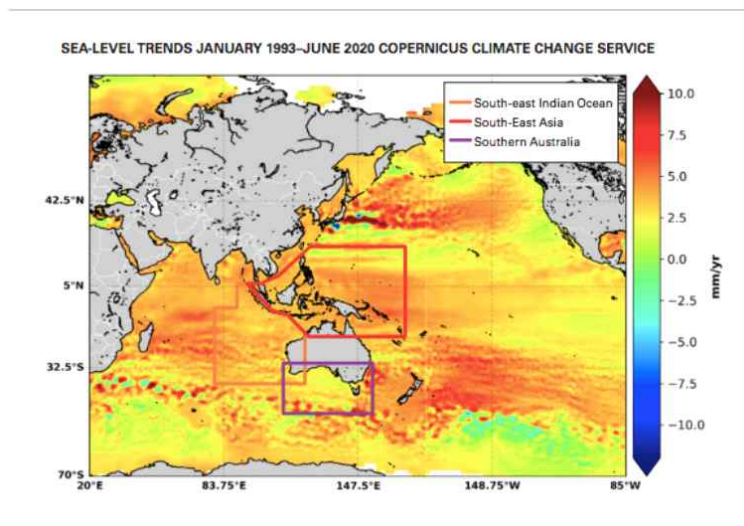 SEA-LEVEL TRENDS JANUARY 1993–JUNE 2020 COPERNICUS CLIMATE CHANGE SERVICE
South-east Indian Ocean
South-East Asia
Southern Australia
10.0
7.5
5.0
2.5
0.0
−2.5
−5.0
−7.5
−10.0
mm/yr
42.5°N
5°N
32.5°S
70°S
20°E
83.75°E
147.5°E
148.75°W
85°W